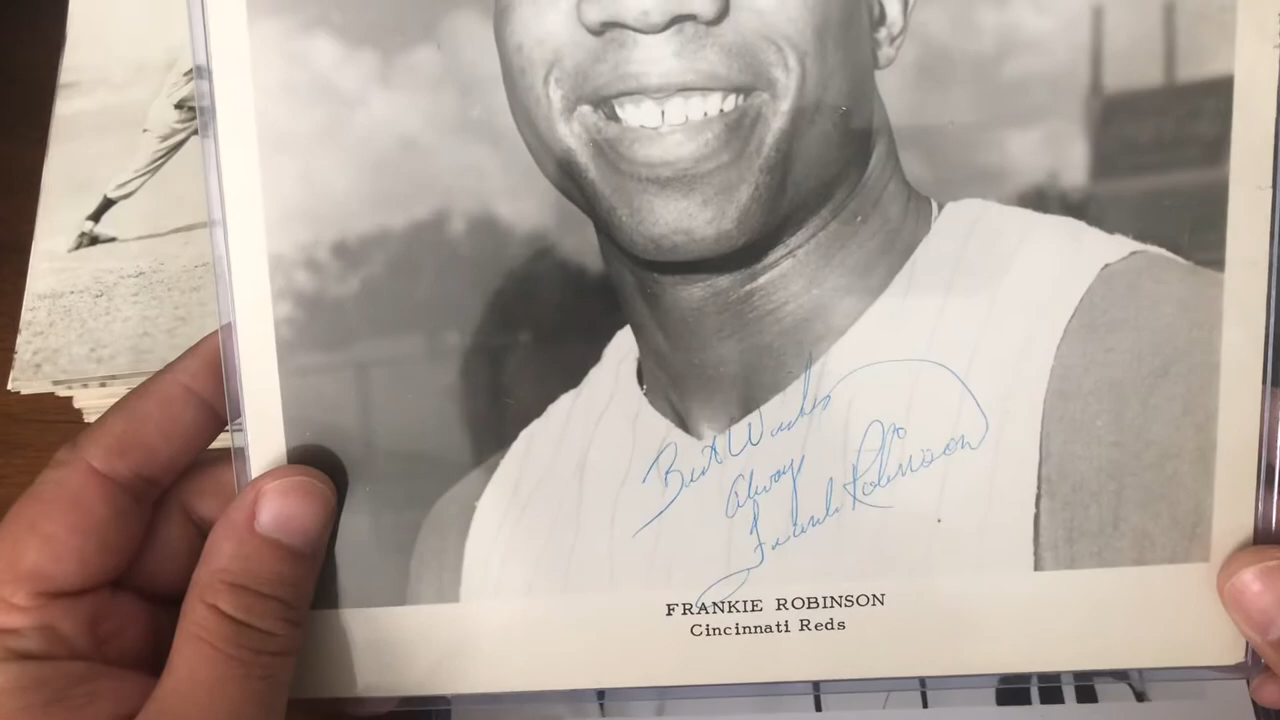 Best Wishes
Always
Frank Robinson
FRANKIE ROBINSON
Cincinnati Reds